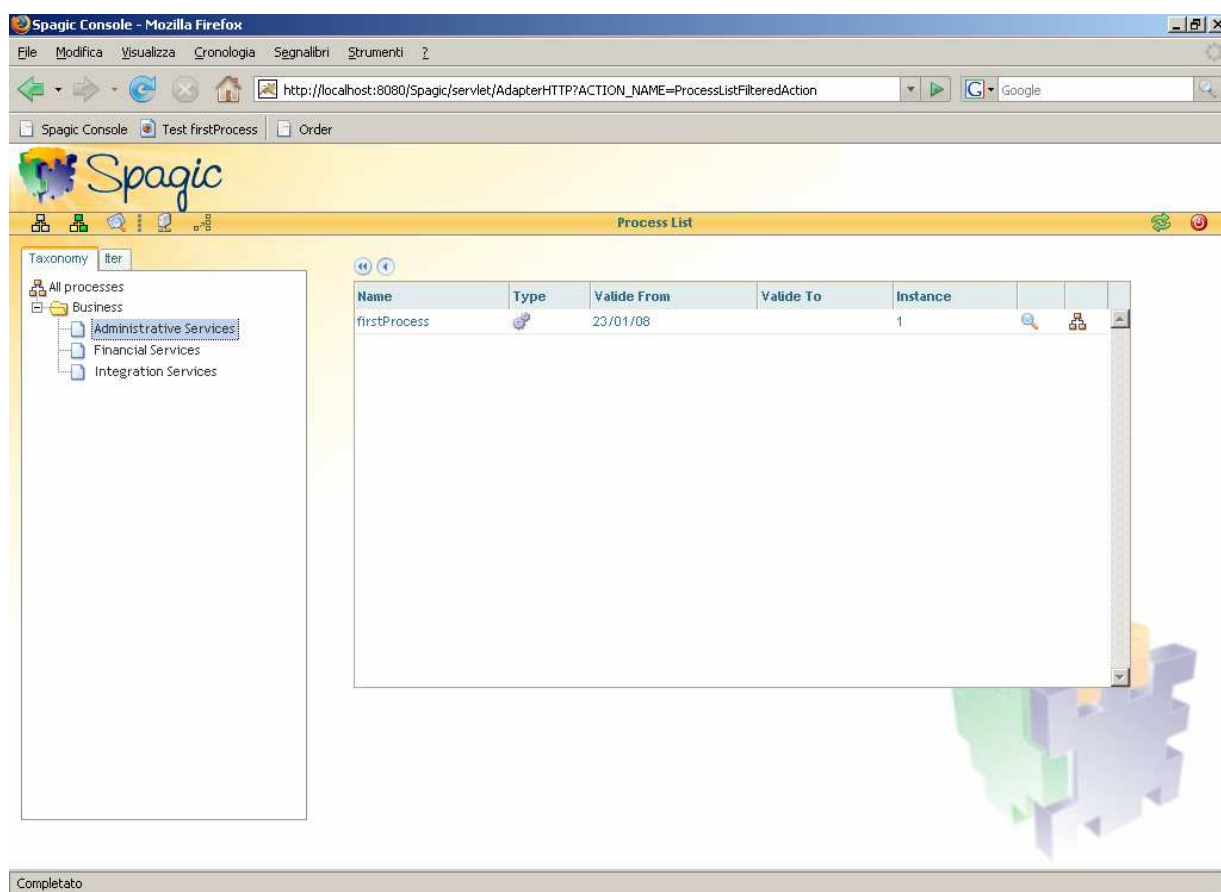 Spagic Console - Mozilla Firefox
File Modifica Visualizza Cronologia Segnalibri Strumenti ?
http://localhost:8080/Spagic/servlet/AdapterHTTP?ACTION_NAME=ProcessListFilteredAction
G Google
Spagic Console Test firstProcess Order
Spagic
Process List
Taxonomy Iter
All processes
Business
Administrative Services
Financial Services
Integration Services
Name Type Valide From Valide To Instance
firstProcess 23/01/08 1
Completato